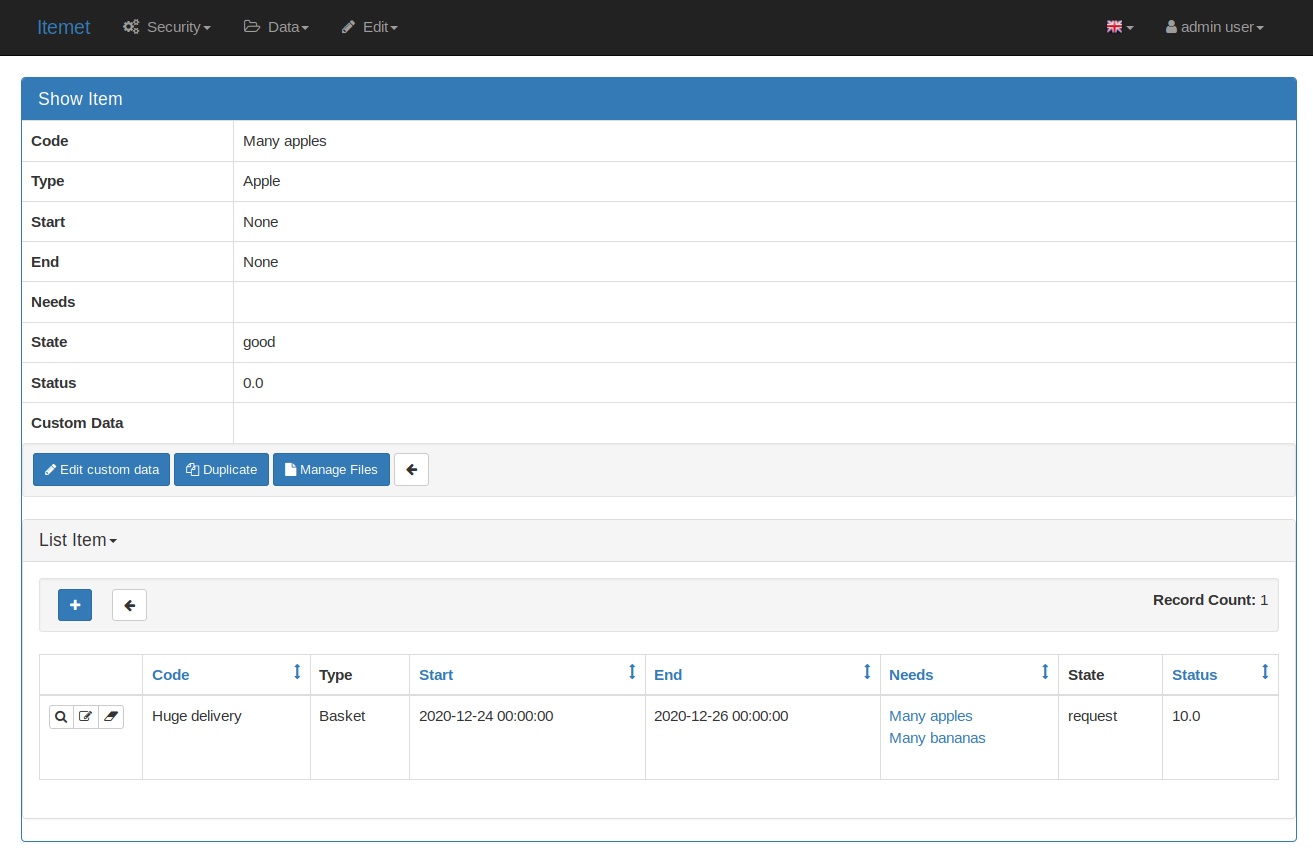 Itemet Security Data Edit admin user
Show Item
Code Many apples
Type Apple
Start None
End None
Needs
State good
Status 0.0
Custom Data
Edit custom data Duplicate Manage Files
List Item
Record Count: 1
Code Type Start End Needs State Status
Huge delivery Basket 2020-12-24 00:00:00 2020-12-26 00:00:00 Many apples request 10.0
Many bananas